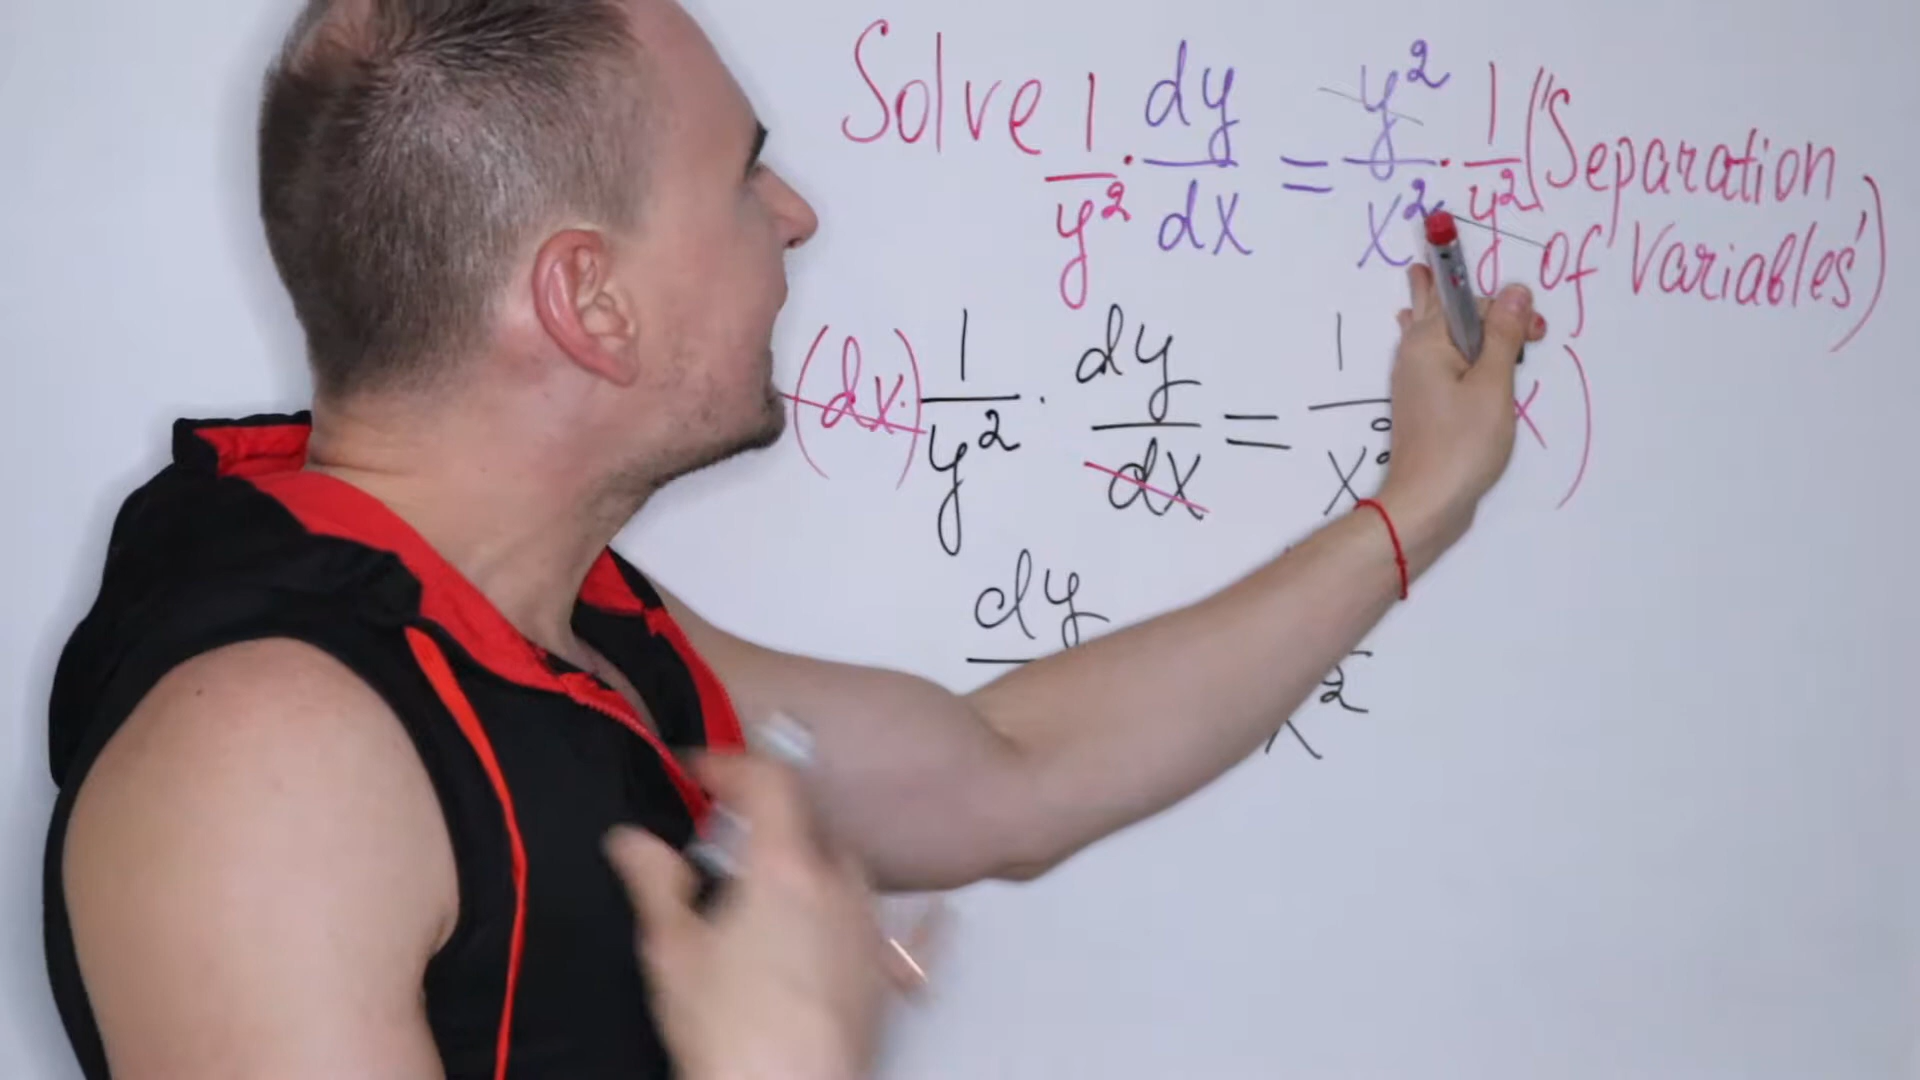 Solve 1/y² · dy/dx = y²/x² · 1/y² ("Separation
of Variables")
(dx·) 1/y² · dy/dx = 1/x² x)
dy x²